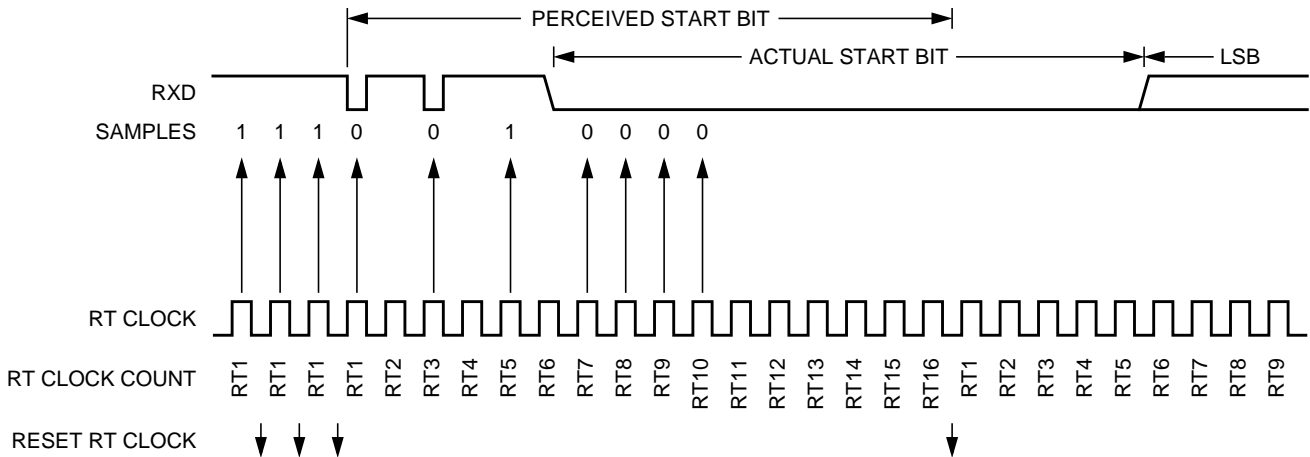 PERCEIVED START BIT
ACTUAL START BIT LSB
RXD
SAMPLES 1 1 1 0 0 1 0 0 0 0
RT CLOCK
RT CLOCK COUNT RT1 RT1 RT1 RT1 RT2 RT3 RT4 RT5 RT6 RT7 RT8 RT9 RT10 RT11 RT12 RT13 RT14 RT15 RT16 RT1 RT2 RT3 RT4 RT5 RT6 RT7 RT8 RT9
RESET RT CLOCK